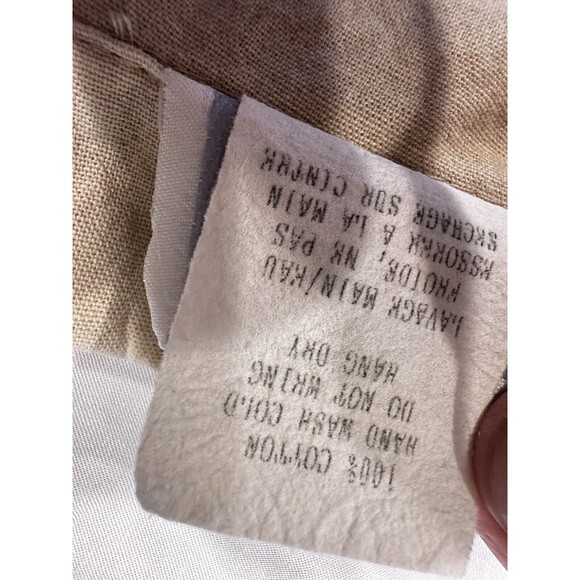 100% COTTON
HAND WASH COLD
DO NOT WRING
HANG DRY
LAVAGE MAIN/EAU
FROIDE, NE PAS
ESSORER A LA MAIN
SECHAGE SUR CINTRE